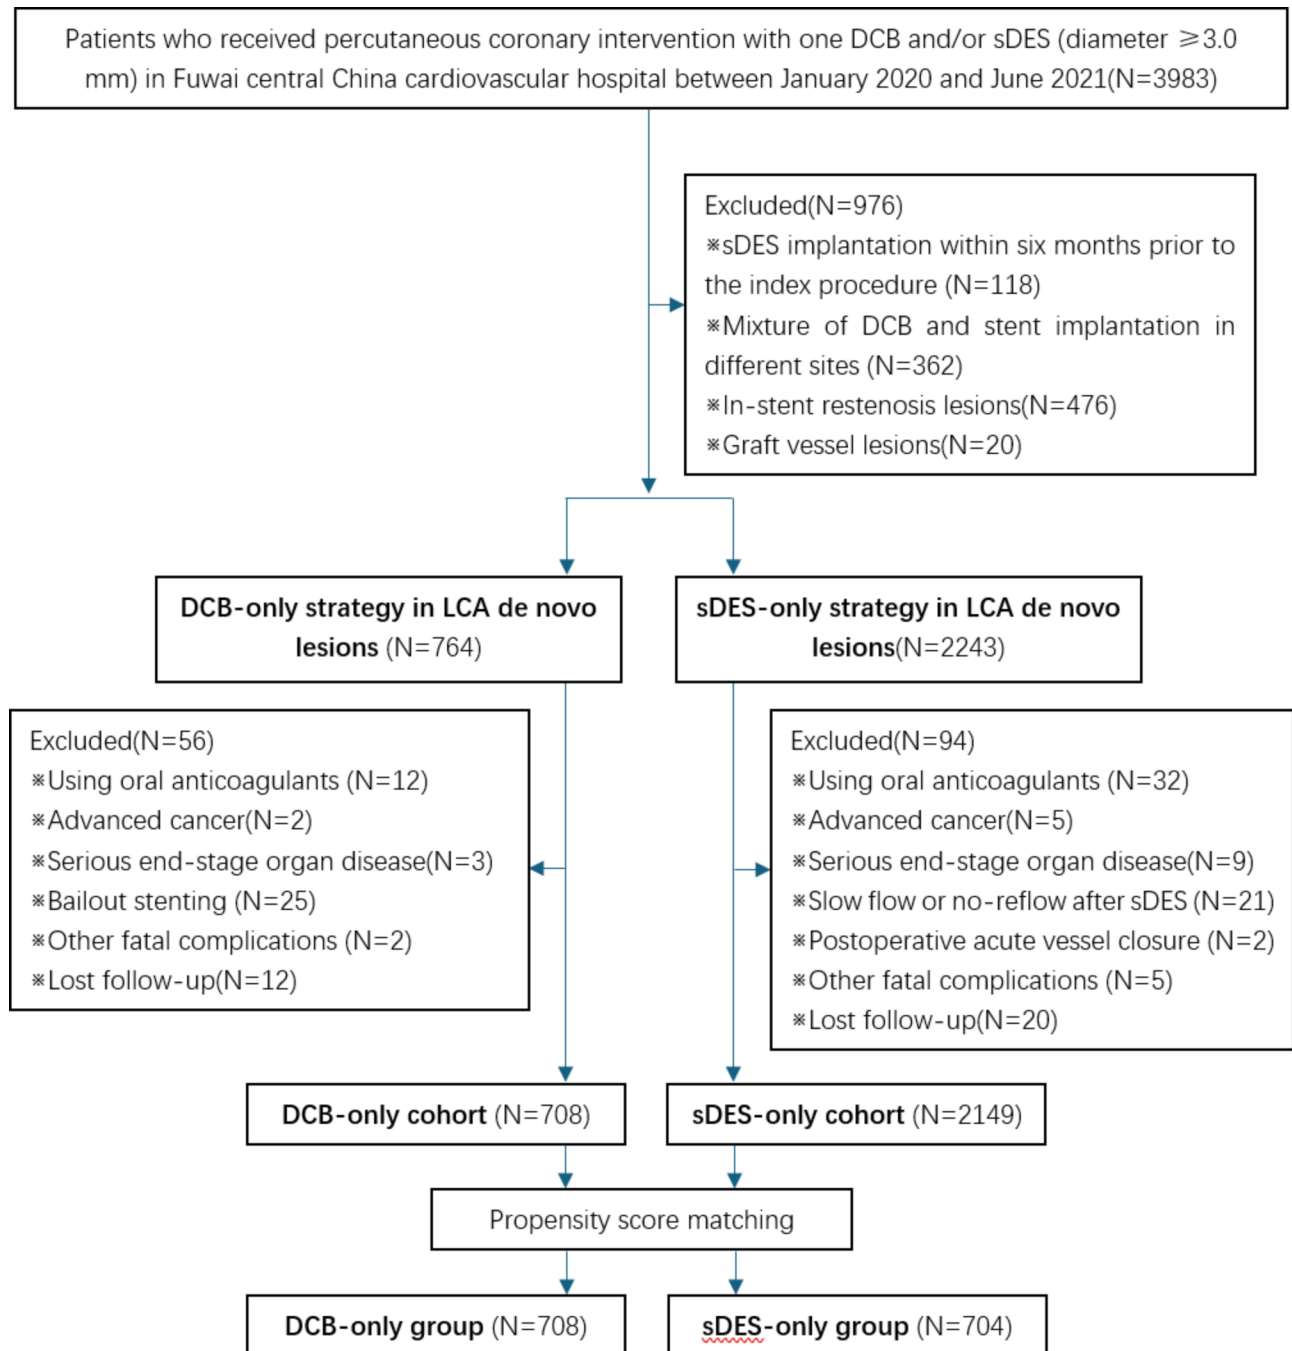 Patients who received percutaneous coronary intervention with one DCB and/or sDES (diameter ≥3.0
mm) in Fuwai central China cardiovascular hospital between January 2020 and June 2021(N=3983)
Excluded(N=976)
※sDES implantation within six months prior to
the index procedure (N=118)
※Mixture of DCB and stent implantation in
different sites (N=362)
※In-stent restenosis lesions(N=476)
※Graft vessel lesions(N=20)
DCB-only strategy in LCA de novo
lesions (N=764)
sDES-only strategy in LCA de novo
lesions(N=2243)
Excluded(N=56)
※Using oral anticoagulants (N=12)
※Advanced cancer(N=2)
※Serious end-stage organ disease(N=3)
※Bailout stenting (N=25)
※Other fatal complications (N=2)
※Lost follow-up(N=12)
Excluded(N=94)
※Using oral anticoagulants (N=32)
※Advanced cancer(N=5)
※Serious end-stage organ disease(N=9)
※Slow flow or no-reflow after sDES (N=21)
※Postoperative acute vessel closure (N=2)
※Other fatal complications (N=5)
※Lost follow-up(N=20)
DCB-only cohort (N=708)
sDES-only cohort (N=2149)
Propensity score matching
DCB-only group (N=708)
sDES-only group (N=704)